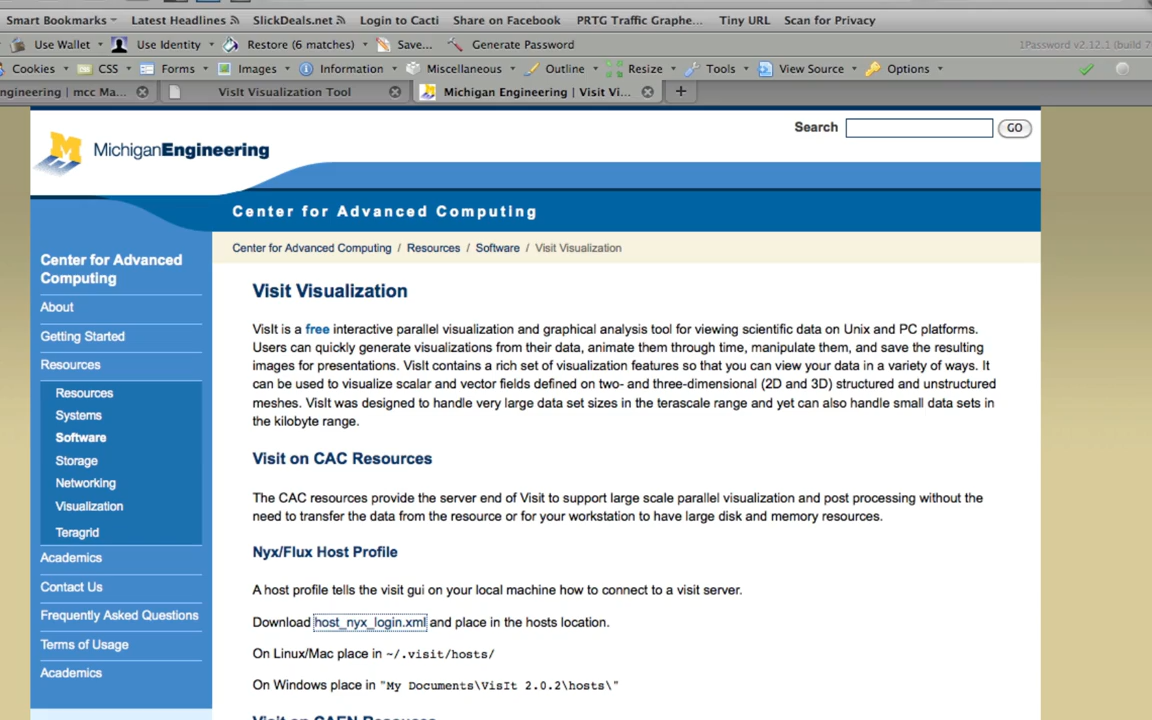 Smart Bookmarks Latest Headlines SlickDeals.net Login to Cacti Share on Facebook PRTG Traffic Graphe... Tiny URL Scan for Privacy
Use Wallet Use Identity Restore (6 matches) Save... Generate Password 1Password v2.12.1 (build 7
Cookies CSS Forms Images Information Miscellaneous Outline Resize Tools View Source Options
ngineering | mcc Ma... VisIt Visualization Tool Michigan Engineering | Visit Vi...
Search GO
MichiganEngineering
Center for Advanced Computing
Center for Advanced Computing / Resources / Software / Visit Visualization
Center for Advanced
Computing
About
Getting Started
Resources
Resources
Systems
Software
Storage
Networking
Visualization
Teragrid
Academics
Contact Us
Frequently Asked Questions
Terms of Usage
Academics
Visit Visualization
VisIt is a free interactive parallel visualization and graphical analysis tool for viewing scientific data on Unix and PC platforms.
Users can quickly generate visualizations from their data, animate them through time, manipulate them, and save the resulting
images for presentations. VisIt contains a rich set of visualization features so that you can view your data in a variety of ways. It
can be used to visualize scalar and vector fields defined on two- and three-dimensional (2D and 3D) structured and unstructured
meshes. VisIt was designed to handle very large data set sizes in the terascale range and yet can also handle small data sets in
the kilobyte range.
Visit on CAC Resources
The CAC resources provide the server end of Visit to support large scale parallel visualization and post processing without the
need to transfer the data from the resource or for your workstation to have large disk and memory resources.
Nyx/Flux Host Profile
A host profile tells the visit gui on your local machine how to connect to a visit server.
Download host_nyx_login.xml and place in the hosts location.
On Linux/Mac place in ~/.visit/hosts/
On Windows place in "My Documents\VisIt 2.0.2\hosts\"
Visit on CAEN Resouce